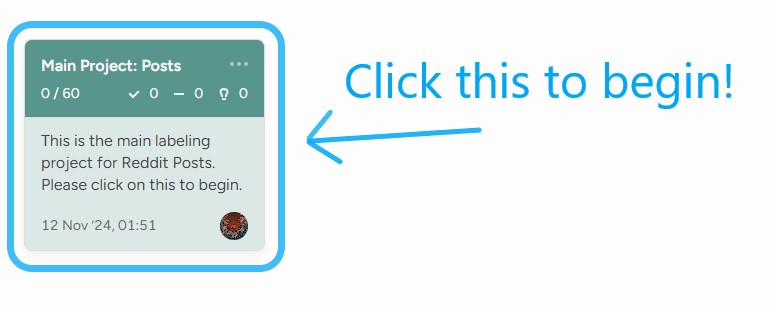 Main Project: Posts
0 / 60 0 0 0
This is the main labeling
project for Reddit Posts.
Please click on this to begin.
12 Nov ’24, 01:51
Click this to begin!